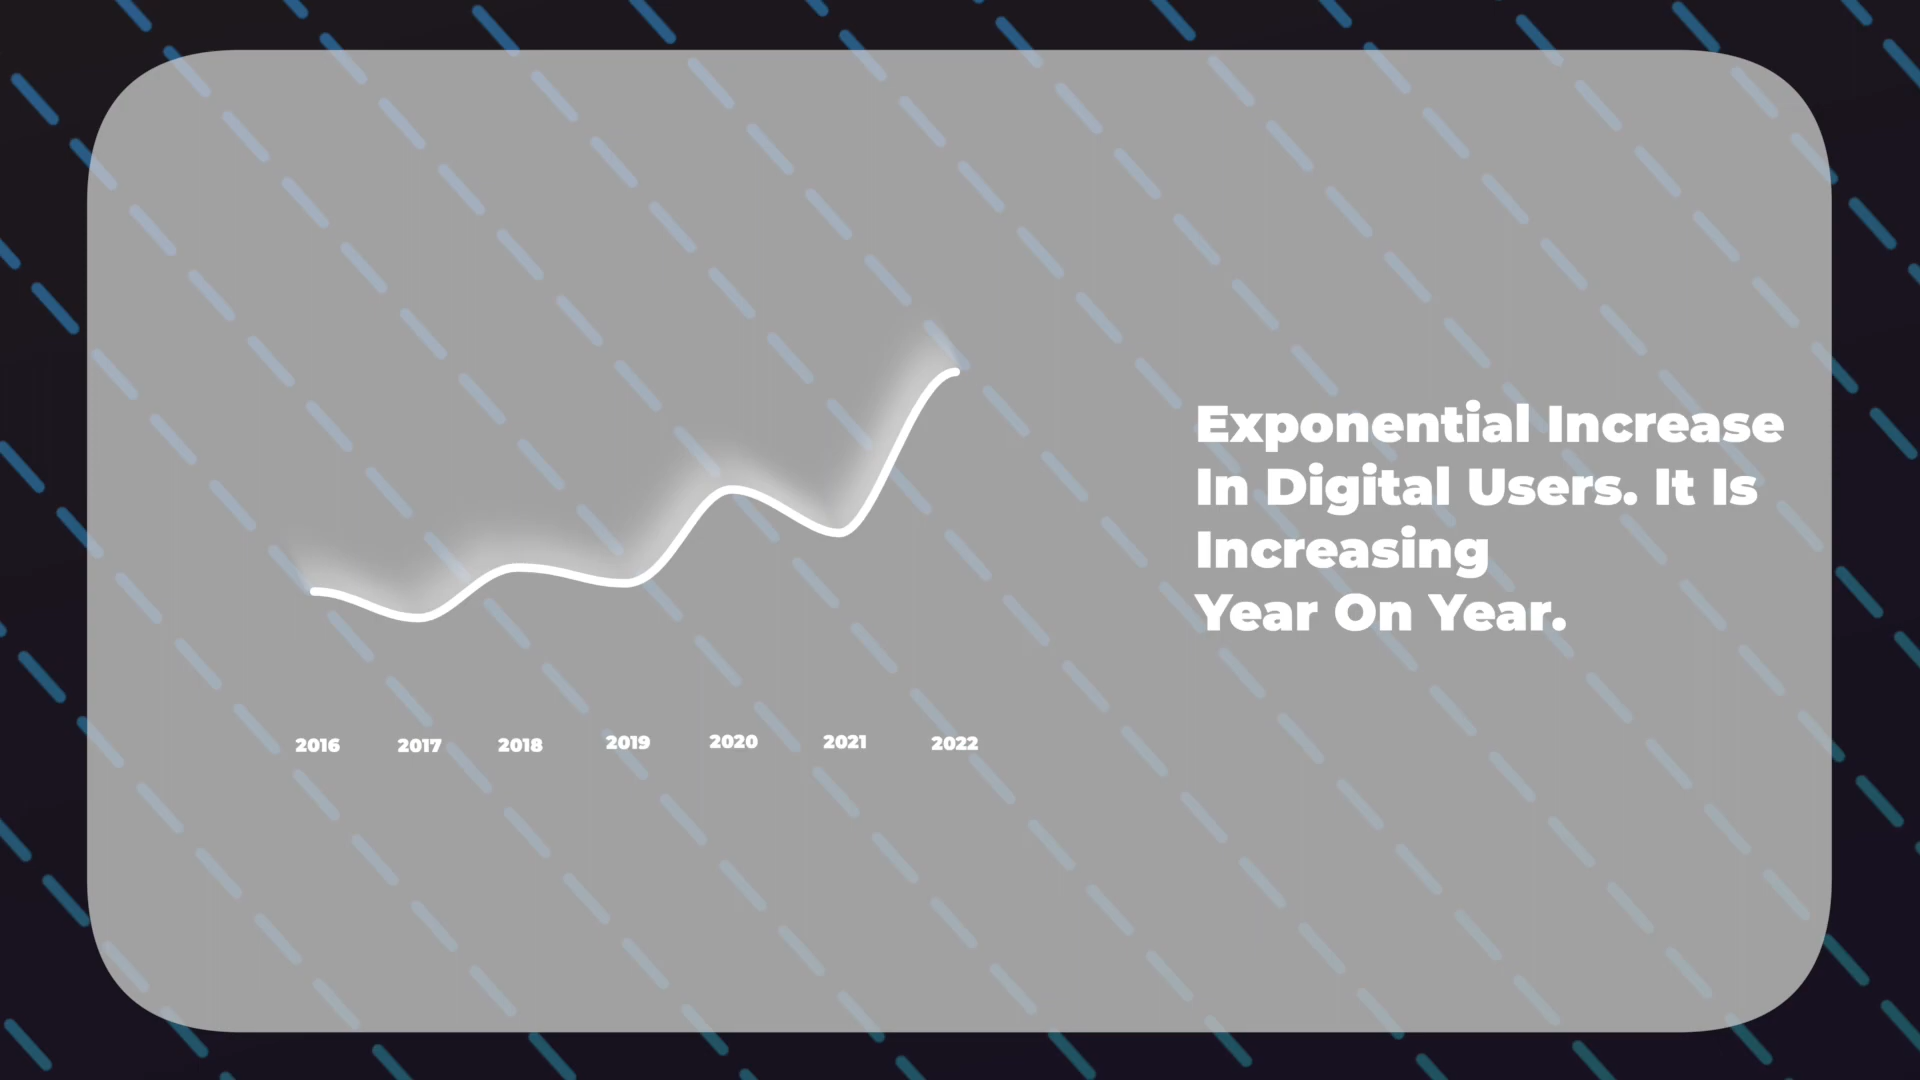 Exponential Increase
In Digital Users. It Is
Increasing
Year On Year.
2016 2017 2018 2019 2020 2021 2022